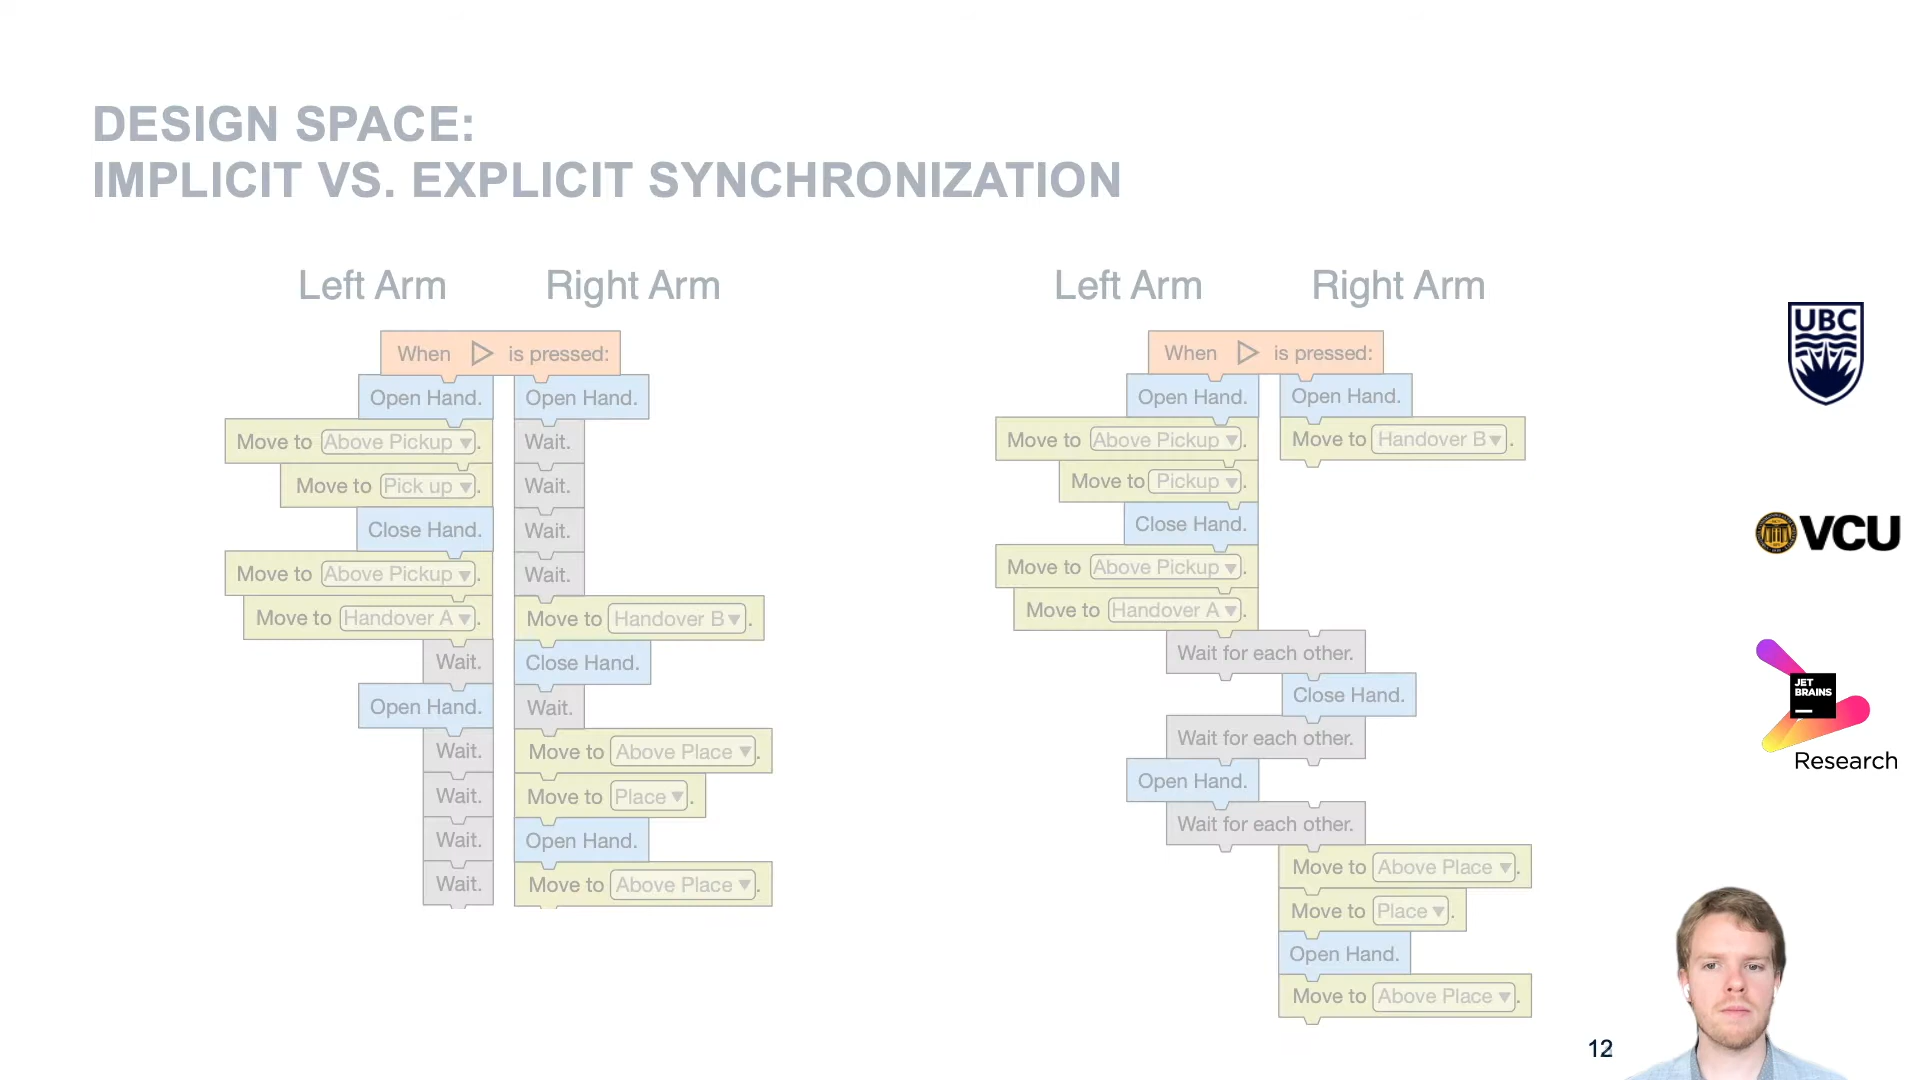 DESIGN SPACE:
IMPLICIT VS. EXPLICIT SYNCHRONIZATION
Left Arm
Right Arm
When ▷ is pressed:
Open Hand.
Open Hand.
Move to Above Pickup ▼.
Wait.
Move to Pick up ▼.
Wait.
Close Hand.
Wait.
Move to Above Pickup ▼.
Wait.
Move to Handover A ▼.
Move to Handover B ▼.
Wait.
Close Hand.
Open Hand.
Wait.
Wait.
Move to Above Place ▼.
Wait.
Move to Place ▼.
Wait.
Open Hand.
Wait.
Move to Above Place ▼.
Left Arm
Right Arm
When ▷ is pressed:
Open Hand.
Open Hand.
Move to Above Pickup ▼.
Move to Handover B ▼.
Move to Pickup ▼.
Close Hand.
Move to Above Pickup ▼.
Move to Handover A ▼.
Wait for each other.
Close Hand.
Wait for each other.
Open Hand.
Wait for each other.
Move to Above Place ▼.
Move to Place ▼.
Open Hand.
Move to Above Place ▼.
UBC
VCU
JET
BRAINS
Research
12